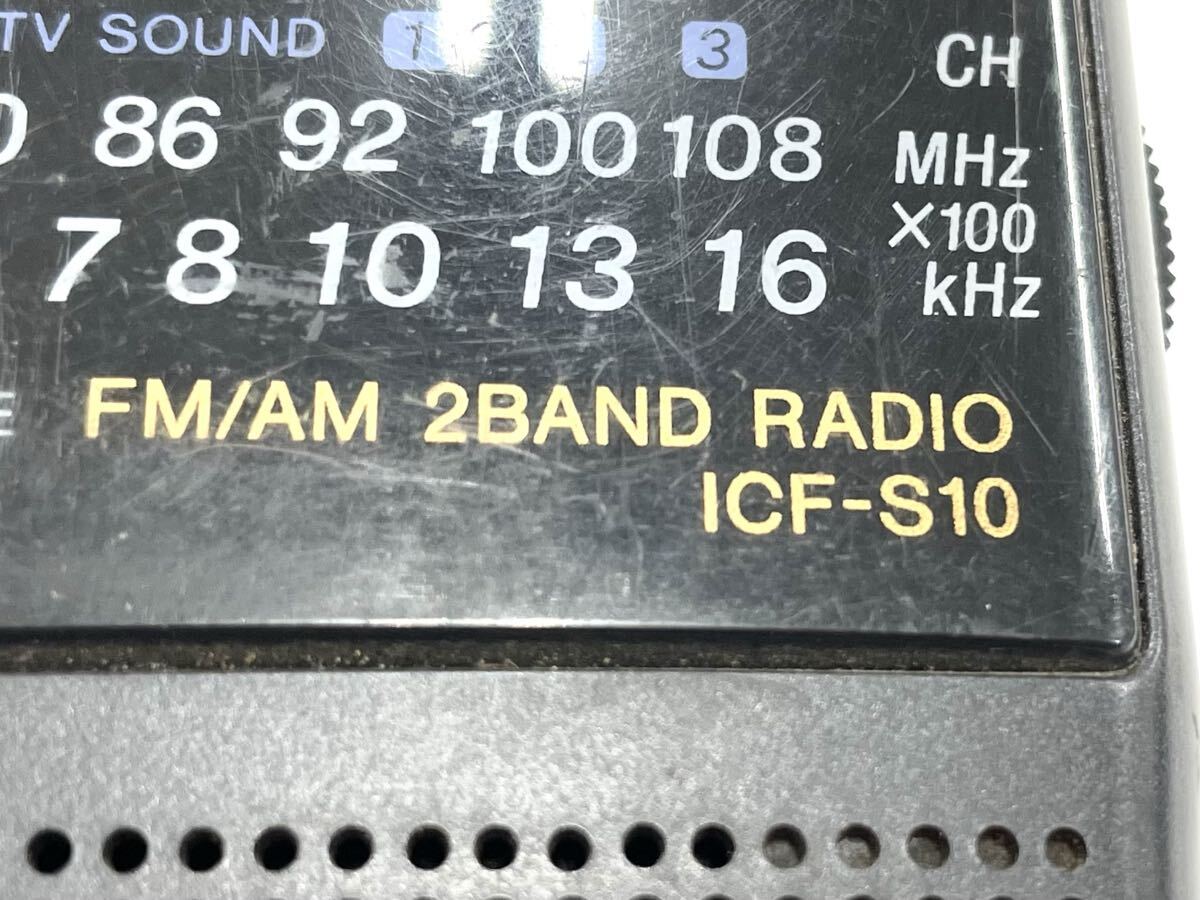 TV SOUND 1 3 CH
86 92 100 108 MHz
7 8 10 13 16 ×100 kHz
FM/AM 2BAND RADIO
ICF-S10